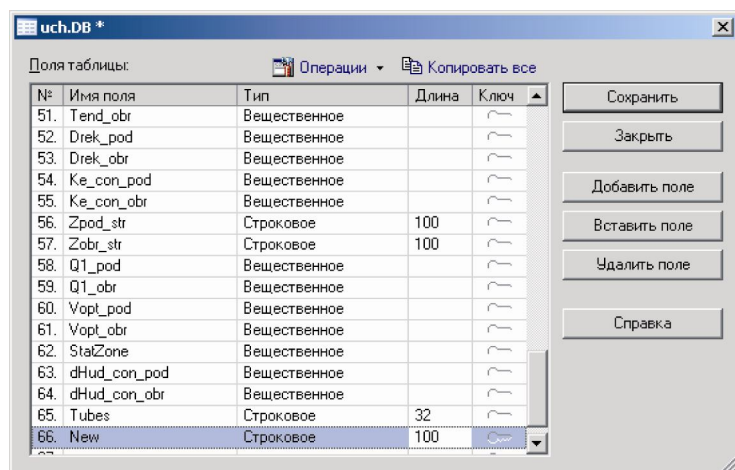 uch.DB *
Поля таблицы: Операции Копировать все
№ Имя поля Тип Длина Ключ
51. Tend_obr Вещественное
52. Drek_pod Вещественное
53. Drek_obr Вещественное
54. Ke_con_pod Вещественное
55. Ke_con_obr Вещественное
56. Zpod_str Строковое 100
57. Zobr_str Строковое 100
58. Q1_pod Вещественное
59. Q1_obr Вещественное
60. Vopt_pod Вещественное
61. Vopt_obr Вещественное
62. StatZone Вещественное
63. dHud_con_pod Вещественное
64. dHud_con_obr Вещественное
65. Tubes Строковое 32
66. New Строковое 100
Сохранить
Закрыть
Добавить поле
Вставить поле
Удалить поле
Справка